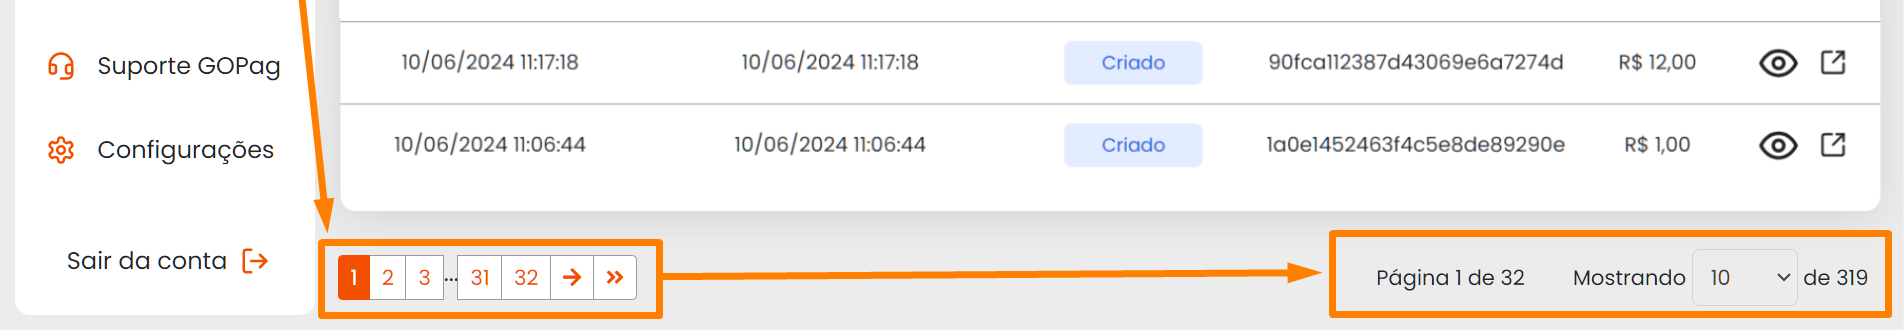 Suporte GOPag
Configurações
Sair da conta
10/06/2024 11:17:18 10/06/2024 11:17:18 Criado 90fca112387d43069e6a7274d R$ 12,00
10/06/2024 11:06:44 10/06/2024 11:06:44 Criado 1a0e1452463f4c5e8de89290e R$ 1,00
1 2 3 ... 31 32
Página 1 de 32 Mostrando 10 de 319